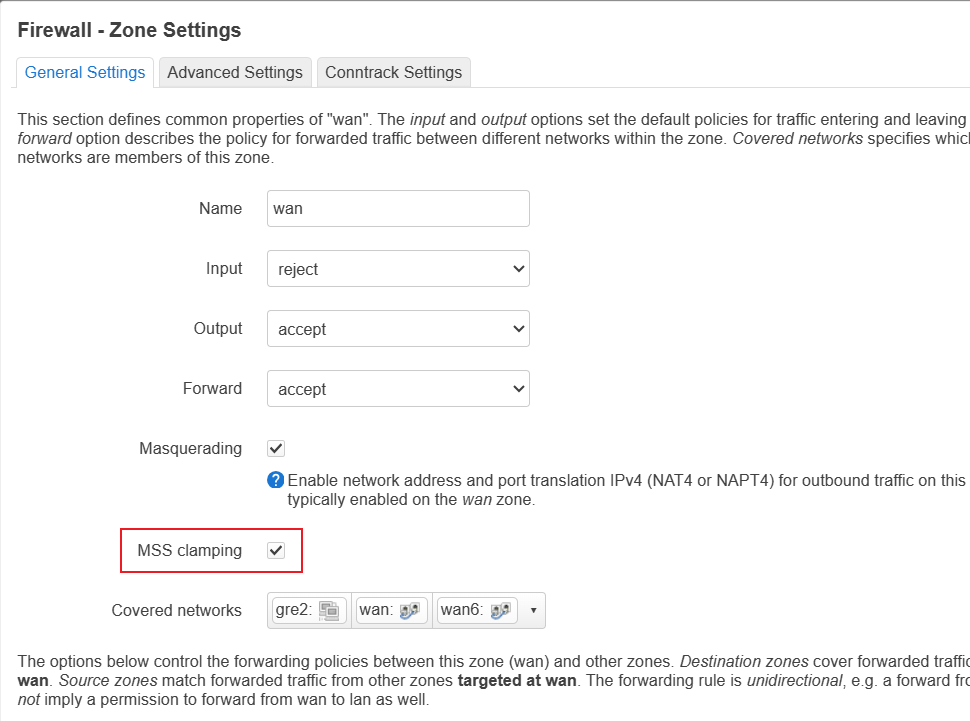 Firewall - Zone Settings
General Settings Advanced Settings Conntrack Settings
This section defines common properties of "wan". The input and output options set the default policies for traffic entering and leaving
forward option describes the policy for forwarded traffic between different networks within the zone. Covered networks specifies which
networks are members of this zone.
Name wan
Input reject
Output accept
Forward accept
Masquerading
Enable network address and port translation IPv4 (NAT4 or NAPT4) for outbound traffic on this
typically enabled on the wan zone.
MSS clamping
Covered networks gre2: wan: wan6:
The options below control the forwarding policies between this zone (wan) and other zones. Destination zones cover forwarded traffic
wan. Source zones match forwarded traffic from other zones targeted at wan. The forwarding rule is unidirectional, e.g. a forward
not imply a permission to forward from wan to lan as well.